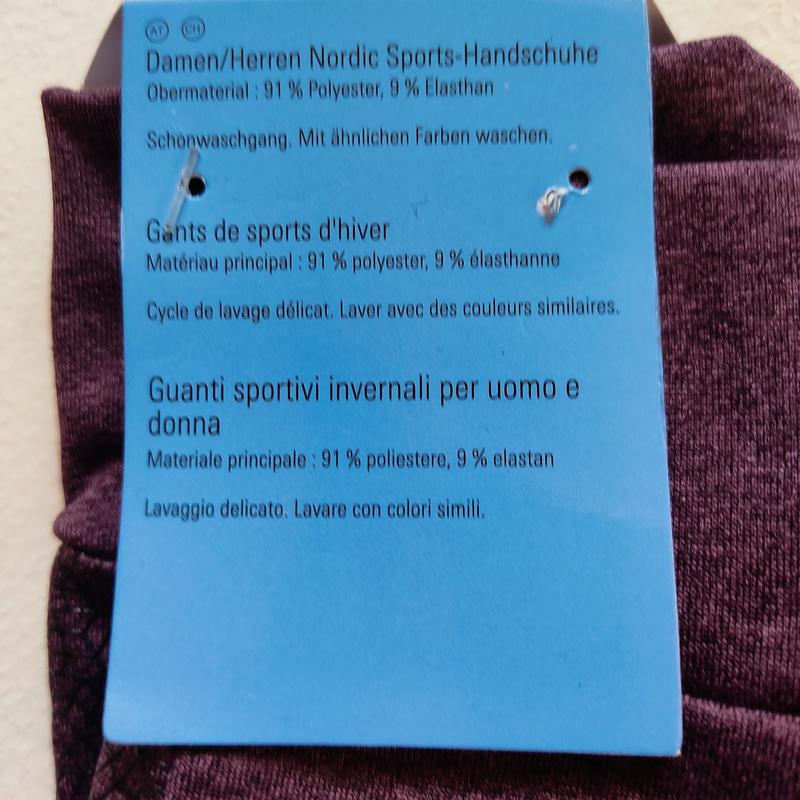 AT CH
Damen/Herren Nordic Sports-Handschuhe
Obermaterial : 91 % Polyester, 9 % Elasthan
Schonwaschgang. Mit ähnlichen Farben waschen.
Gants de sports d'hiver
Matériau principal : 91 % polyester, 9 % élasthanne
Cycle de lavage délicat. Laver avec des couleurs similaires.
Guanti sportivi invernali per uomo e
donna
Materiale principale : 91 % poliestere, 9 % elastan
Lavaggio delicato. Lavare con colori simili.